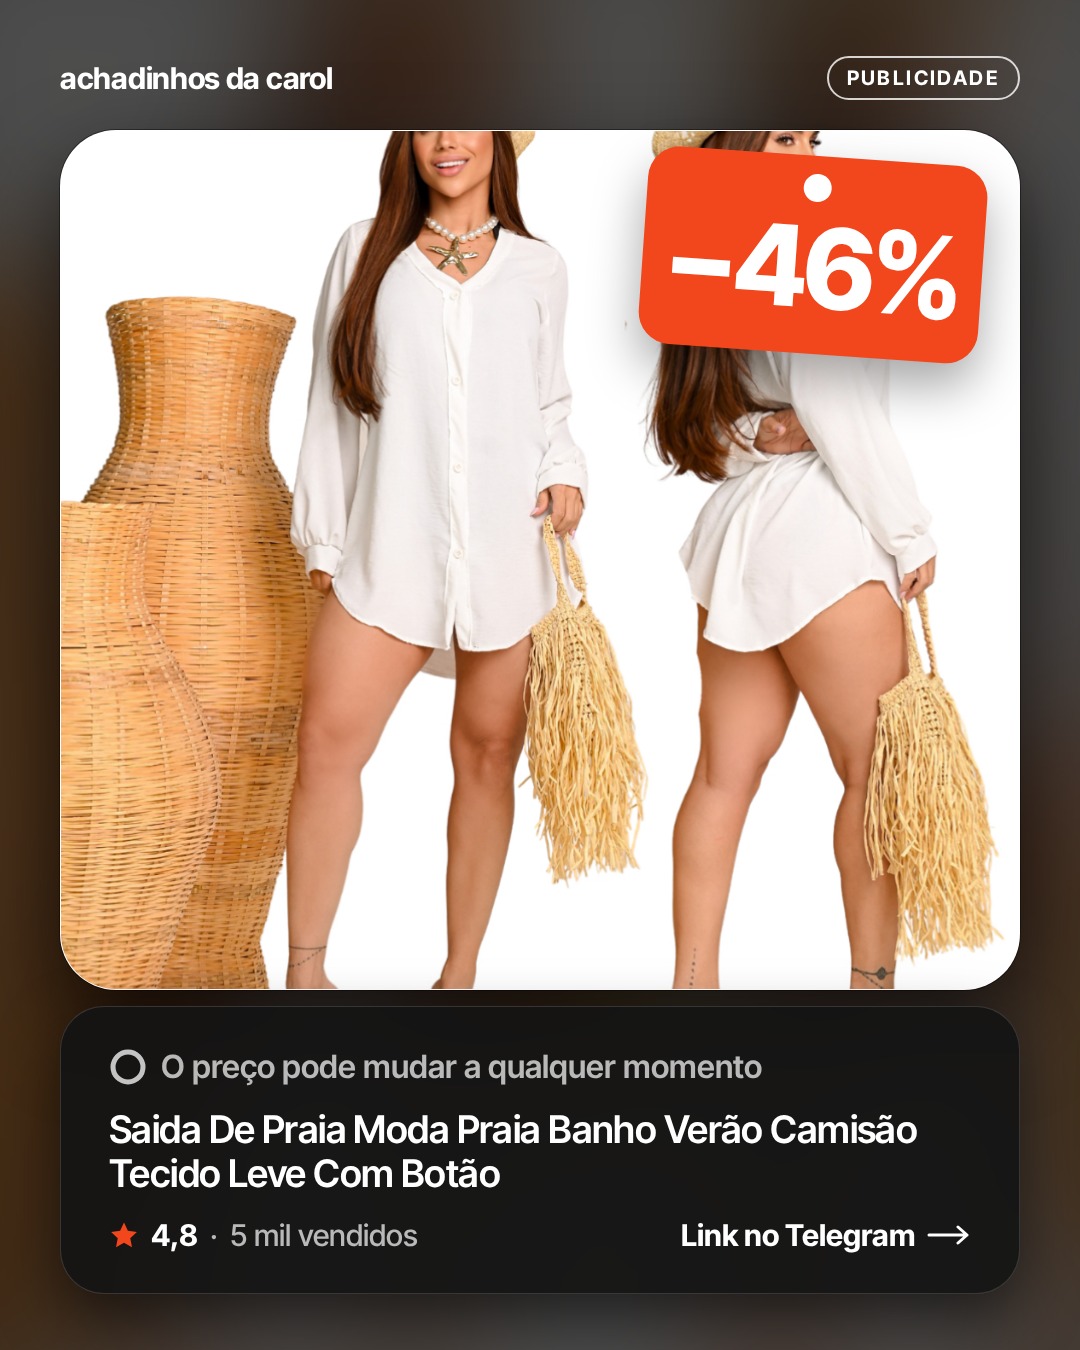 achadinhos da carol
PUBLICIDADE
−46%
O preço pode mudar a qualquer momento
Saida De Praia Moda Praia Banho Verão Camisão
Tecido Leve Com Botão
4,8 · 5 mil vendidos
Link no Telegram →